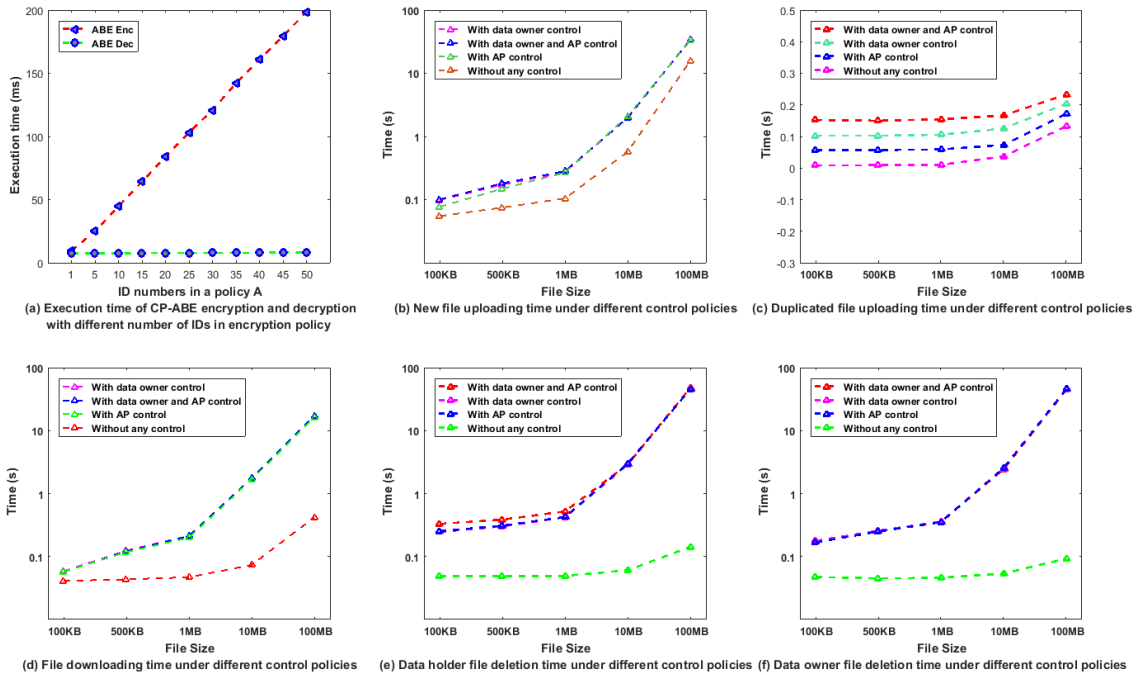 200
150
100
50
0
Execution time (ms)
ABE Enc
ABE Dec
1 5 10 15 20 25 30 35 40 45 50
ID numbers in a policy A
(a) Execution time of CP-ABE encryption and decryption
with different number of IDs in encryption policy
100
10
1
0.1
Time (s)
With data owner control
With data owner and AP control
With AP control
Without any control
100KB 500KB 1MB 10MB 100MB
File Size
(b) New file uploading time under different control policies
0.5
0.4
0.3
0.2
0.1
0
-0.1
-0.2
-0.3
Time (s)
With data owner and AP control
With data owner control
With AP control
Without any control
100KB 500KB 1MB 10MB 100MB
File Size
(c) Duplicated file uploading time under different control policies
100
10
1
0.1
Time (s)
With data owner control
With data owner and AP control
With AP control
Without any control
100KB 500KB 1MB 10MB 100MB
File Size
(d) File downloading time under different control policies
100
10
1
0.1
Time (s)
With data owner and AP control
With data owner control
With AP control
Without any control
100KB 500KB 1MB 10MB 100MB
File Size
(e) Data holder file deletion time under different control policies
100
10
1
0.1
Time (s)
With data owner and AP control
With data owner control
With AP control
Without any control
100KB 500KB 1MB 10MB 100MB
File Size
(f) Data owner file deletion time under different control policies